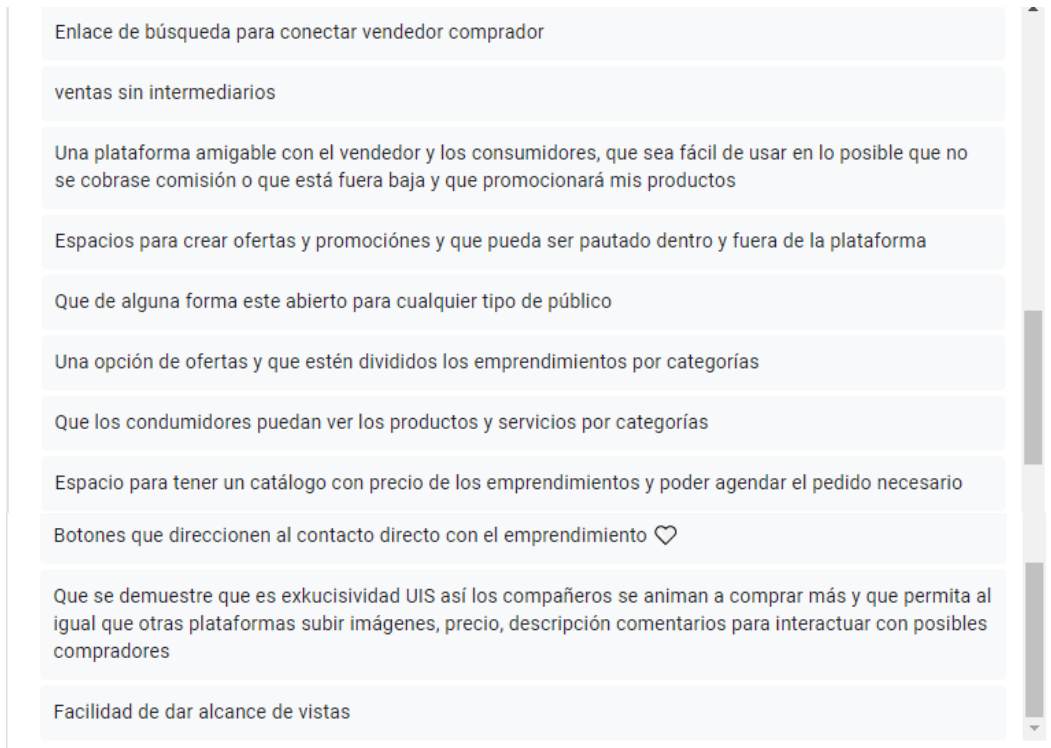 Enlace de búsqueda para conectar vendedor comprador
ventas sin intermediarios
Una plataforma amigable con el vendedor y los consumidores, que sea fácil de usar en lo posible que no
se cobrase comisión o que está fuera baja y que promocionará mis productos
Espacios para crear ofertas y promociónes y que pueda ser pautado dentro y fuera de la plataforma
Que de alguna forma este abierto para cualquier tipo de público
Una opción de ofertas y que estén divididos los emprendimientos por categorías
Que los condumidores puedan ver los productos y servicios por categorías
Espacio para tener un catálogo con precio de los emprendimientos y poder agendar el pedido necesario
Botones que direccionen al contacto directo con el emprendimiento ♡
Que se demuestre que es exkucisividad UIS así los compañeros se animan a comprar más y que permita al
igual que otras plataformas subir imágenes, precio, descripción comentarios para interactuar con posibles
compradores
Facilidad de dar alcance de vistas